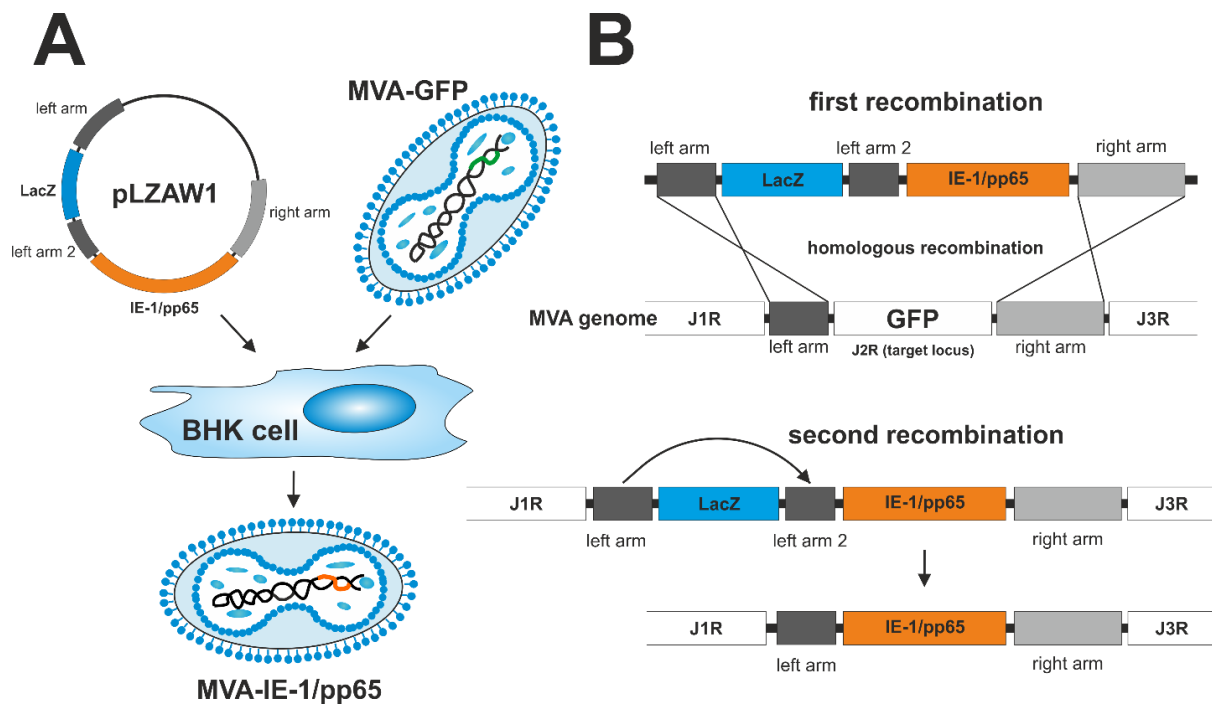 A
MVA-GFP
left arm
LacZ
pLZAW1
right arm
left arm 2
IE-1/pp65
BHK cell
MVA-IE-1/pp65
B
first recombination
left arm
left arm 2
right arm
LacZ
IE-1/pp65
homologous recombination
MVA genome
J1R
GFP
J3R
left arm
J2R (target locus)
right arm
second recombination
J1R
LacZ
IE-1/pp65
J3R
left arm
left arm 2
right arm
J1R
IE-1/pp65
J3R
left arm
right arm